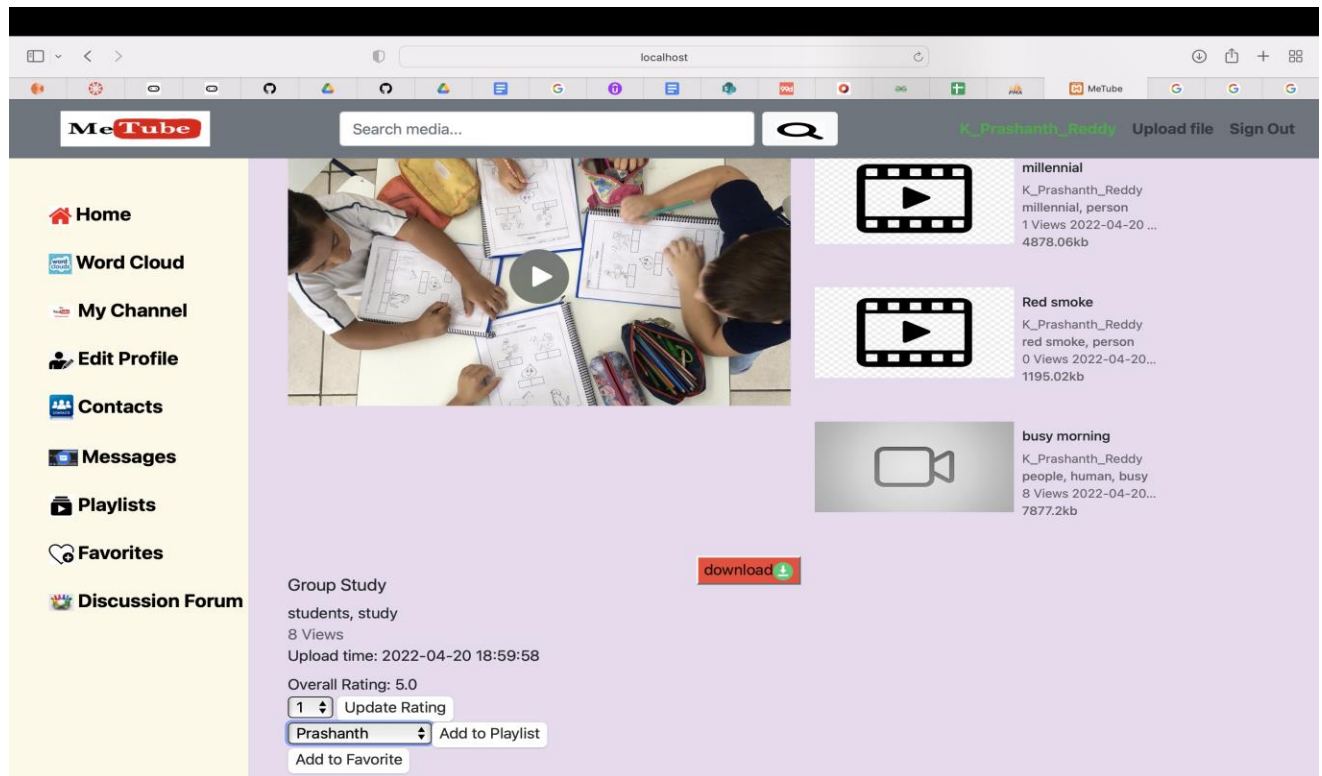 localhost
MeTube
MeTube
Search media...
K_Prashanth_Reddy
Upload file
Sign Out
Home
Word Cloud
My Channel
Edit Profile
Contacts
Messages
Playlists
Favorites
Discussion Forum
download
Group Study
students, study
8 Views
Upload time: 2022-04-20 18:59:58
Overall Rating: 5.0
1
Update Rating
Prashanth
Add to Playlist
Add to Favorite
millennial
K_Prashanth_Reddy
millennial, person
1 Views 2022-04-20 ...
4878.06kb
Red smoke
K_Prashanth_Reddy
red smoke, person
0 Views 2022-04-20...
1195.02kb
busy morning
K_Prashanth_Reddy
people, human, busy
8 Views 2022-04-20...
7877.2kb